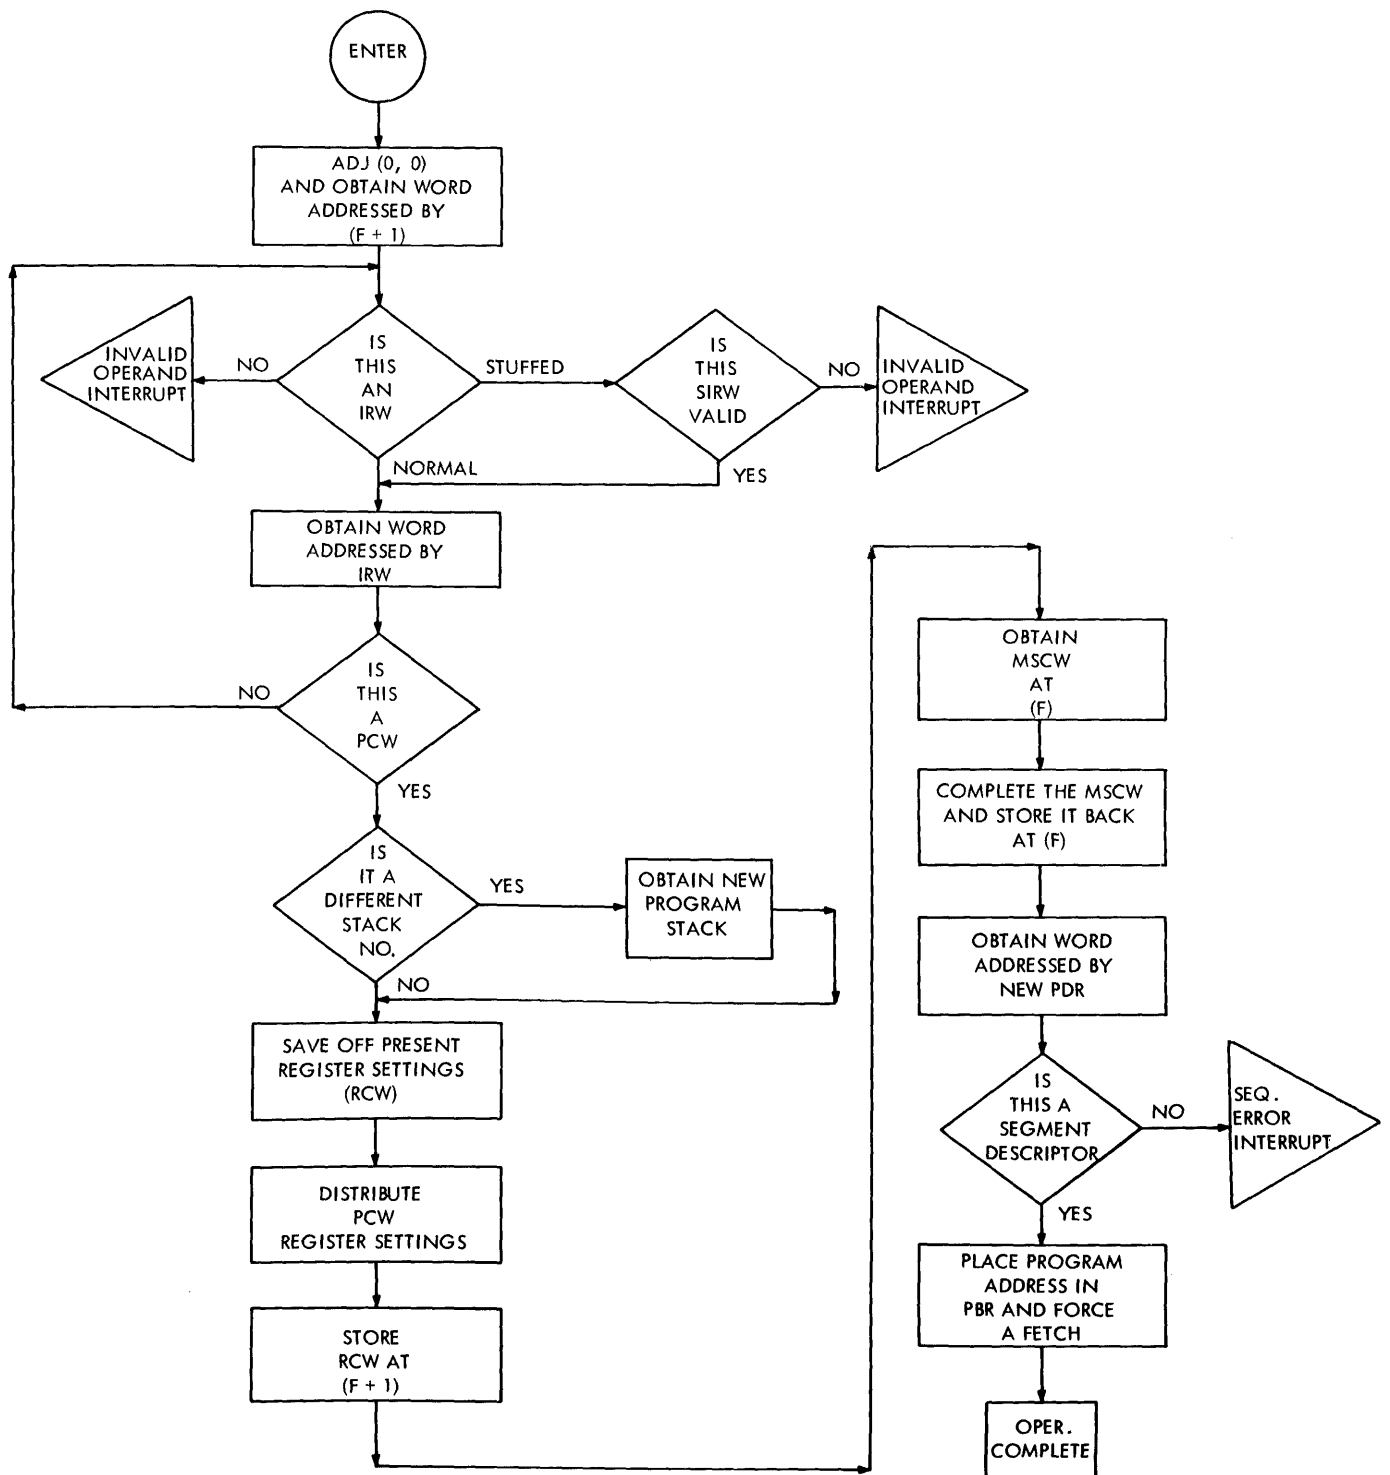 ENTER
ADJ (0, 0)
AND OBTAIN WORD
ADDRESSED BY
(F + 1)
IS
THIS
AN
IRW
NO
INVALID
OPERAND
INTERRUPT
STUFFED
IS
THIS
SIRW
VALID
NO
INVALID
OPERAND
INTERRUPT
YES
NORMAL
OBTAIN WORD
ADDRESSED BY
IRW
IS
THIS
A
PCW
NO
YES
IS
IT A
DIFFERENT
STACK
NO.
YES
OBTAIN NEW
PROGRAM
STACK
NO
SAVE OFF PRESENT
REGISTER SETTINGS
(RCW)
DISTRIBUTE
PCW
REGISTER SETTINGS
STORE
RCW AT
(F + 1)
OBTAIN
MSCW
AT
(F)
COMPLETE THE MSCW
AND STORE IT BACK
AT (F)
OBTAIN WORD
ADDRESSED BY
NEW PDR
IS
THIS A
SEGMENT
DESCRIPTOR
NO
SEQ.
ERROR
INTERRUPT
YES
PLACE PROGRAM
ADDRESS IN
PBR AND FORCE
A FETCH
OPER.
COMPLETE